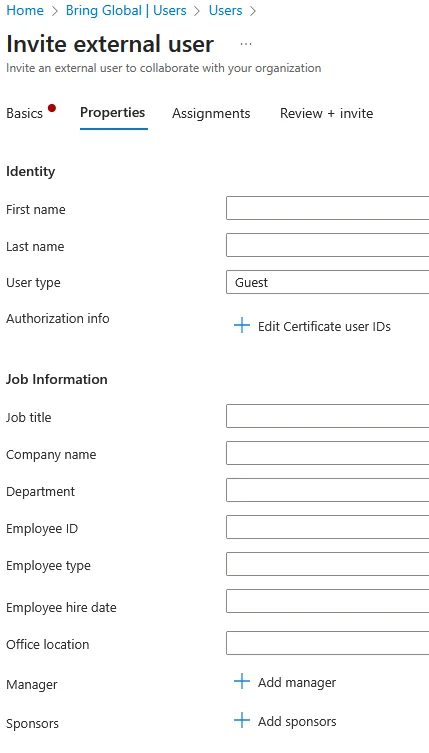 Home > Bring Global | Users > Users >
Invite external user ...
Invite an external user to collaborate with your organization
Basics Properties Assignments Review + invite
Identity
First name
Last name
User type Guest
Authorization info + Edit Certificate user IDs
Job Information
Job title
Company name
Department
Employee ID
Employee type
Employee hire date
Office location
Manager + Add manager
Sponsors + Add sponsors